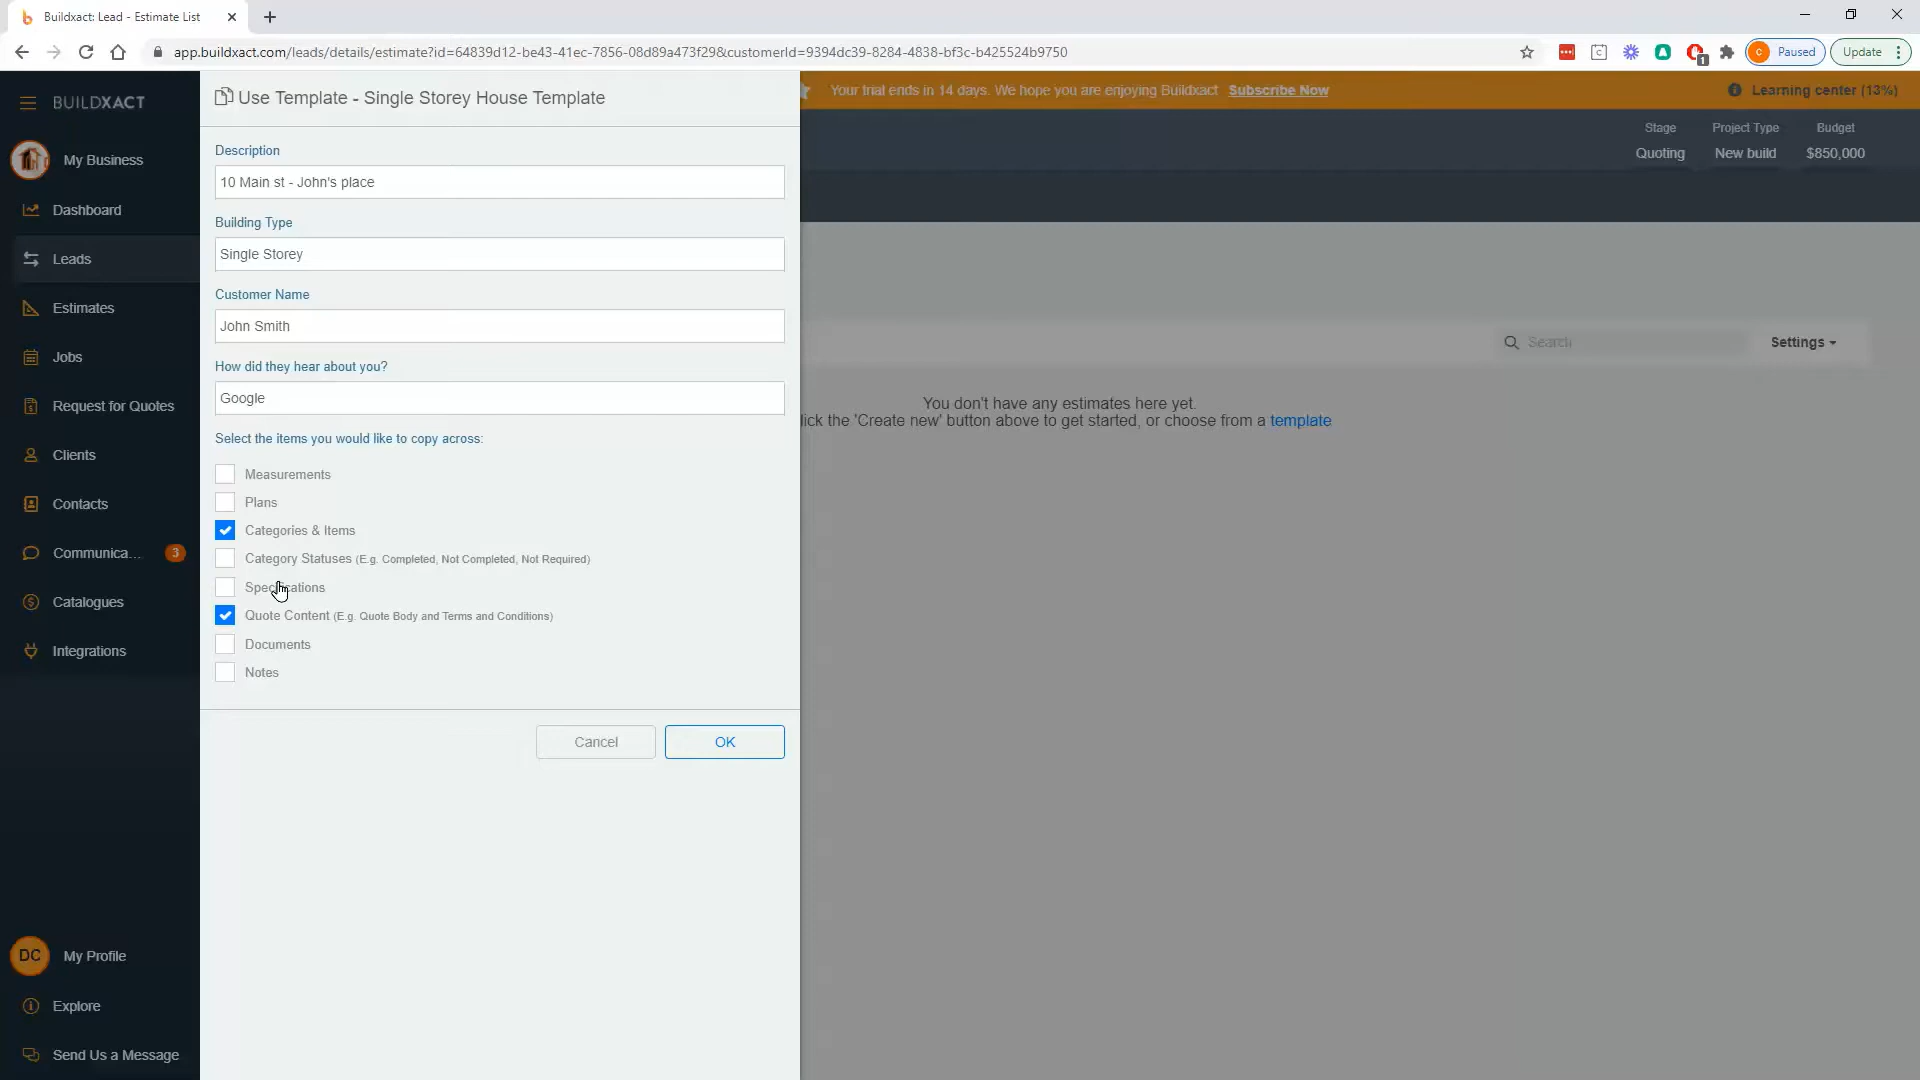 Buildxact: Lead - Estimate List
app.buildxact.com/leads/details/estimate?id=64839d12-be43-41ec-7856-08d89a473f29&customerId=9394dc39-8284-4838-bf3c-b425524b9750
1
C Paused
Update
BUILDXACT
My Business
Dashboard
Leads
Estimates
Jobs
Request for Quotes
Clients
Contacts
Communica... 3
Catalogues
Integrations
DC My Profile
Explore
Send Us a Message
Use Template - Single Storey House Template
Description
10 Main st - John's place
Building Type
Single Storey
Customer Name
John Smith
How did they hear about you?
Google
Select the items you would like to copy across:
Measurements
Plans
Categories & Items
Category Statuses (E.g. Completed, Not Completed, Not Required)
Specifications
Quote Content (E.g. Quote Body and Terms and Conditions)
Documents
Notes
Cancel OK
Your trial ends in 14 days. We hope you are enjoying Buildxact Subscribe Now
Learning center (13%)
Stage Project Type Budget
Quoting New build $850,000
Search Settings
You don't have any estimates here yet.
lick the 'Create new' button above to get started, or choose from a template